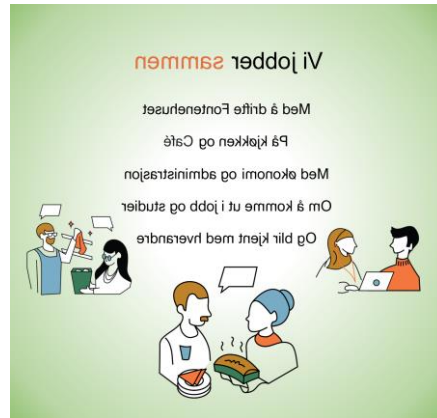 Vi jobber sammen
Med å drifte Fontenehuset
På kjøkken og Café
Med økonomi og administrasjon
Om å komme ut i jobb og studier
Og blir kjent med hverandre